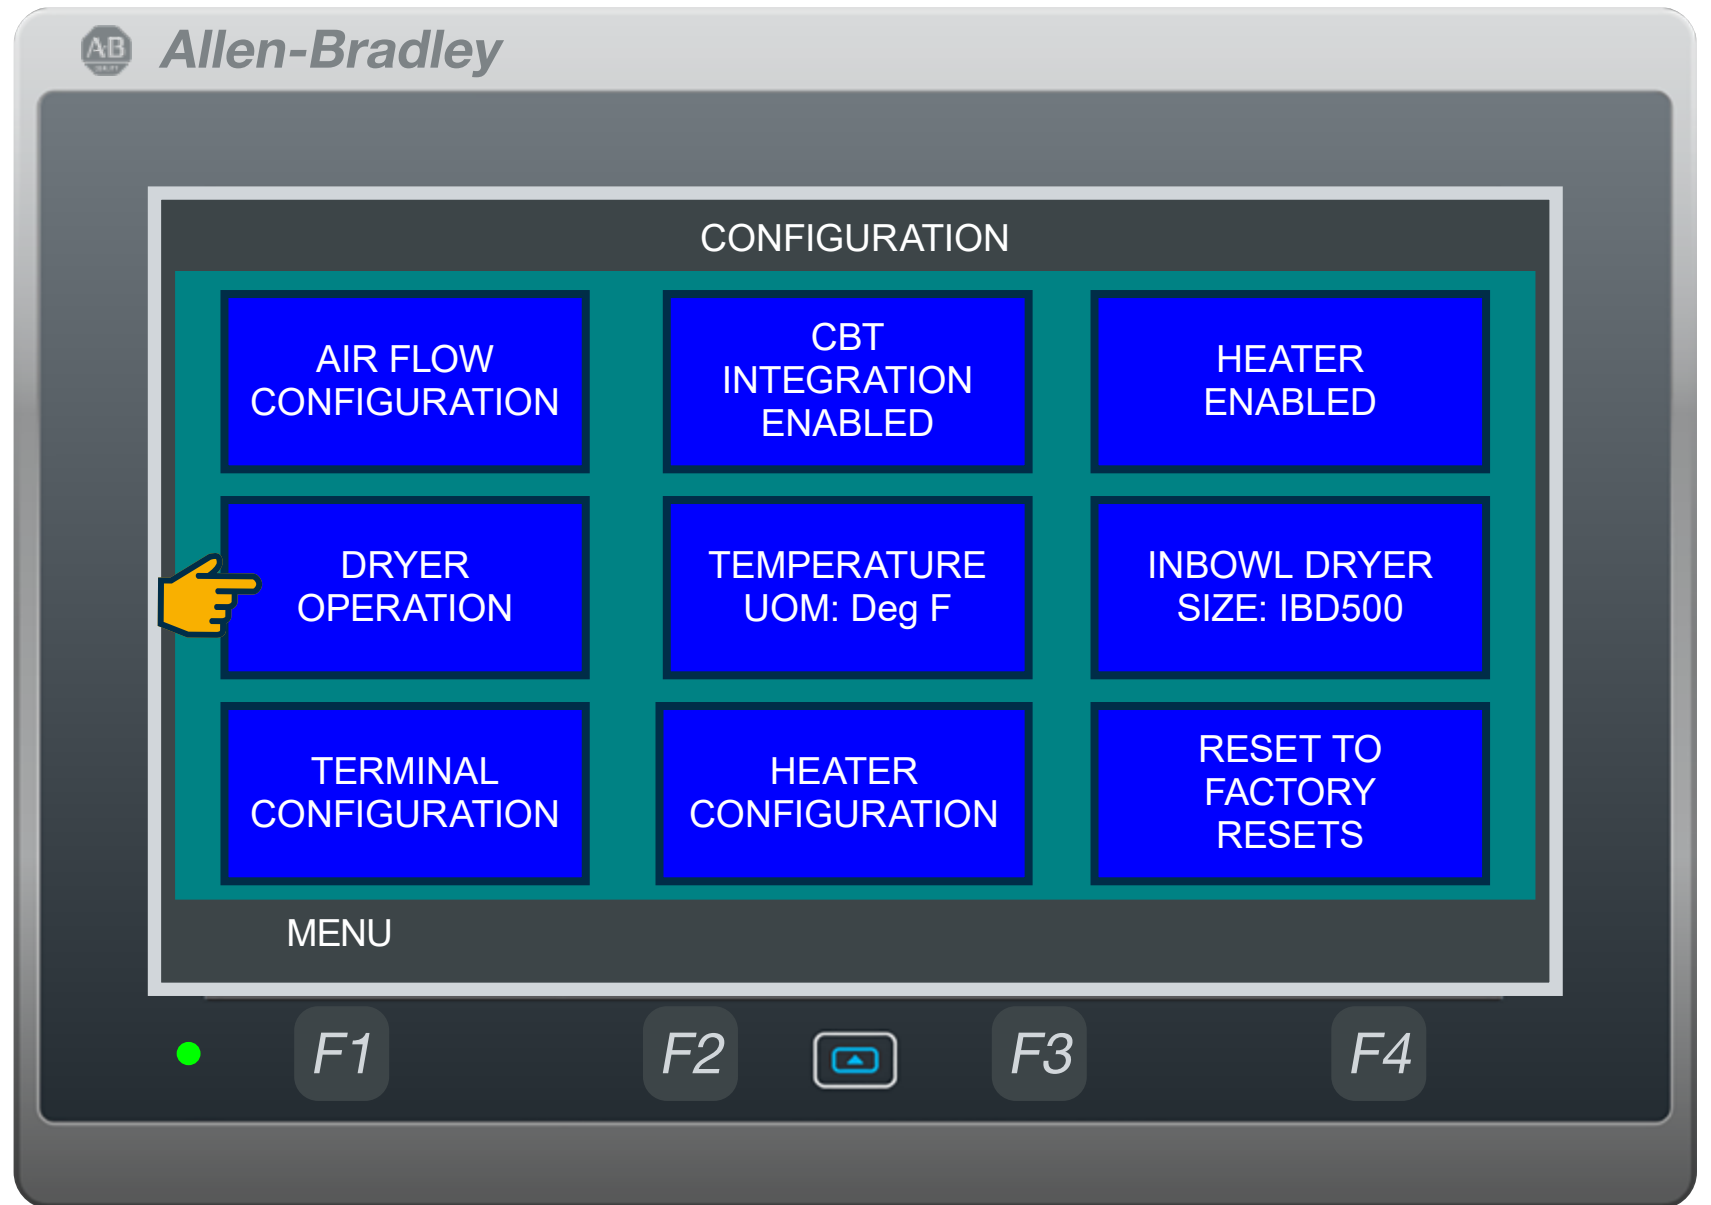 Allen-Bradley
CONFIGURATION
AIR FLOW
CONFIGURATION
CBT
INTEGRATION
ENABLED
HEATER
ENABLED
DRYER
OPERATION
TEMPERATURE
UOM: Deg F
INBOWL DRYER
SIZE: IBD500
TERMINAL
CONFIGURATION
HEATER
CONFIGURATION
RESET TO
FACTORY
RESETS
MENU
F1
F2
F3
F4